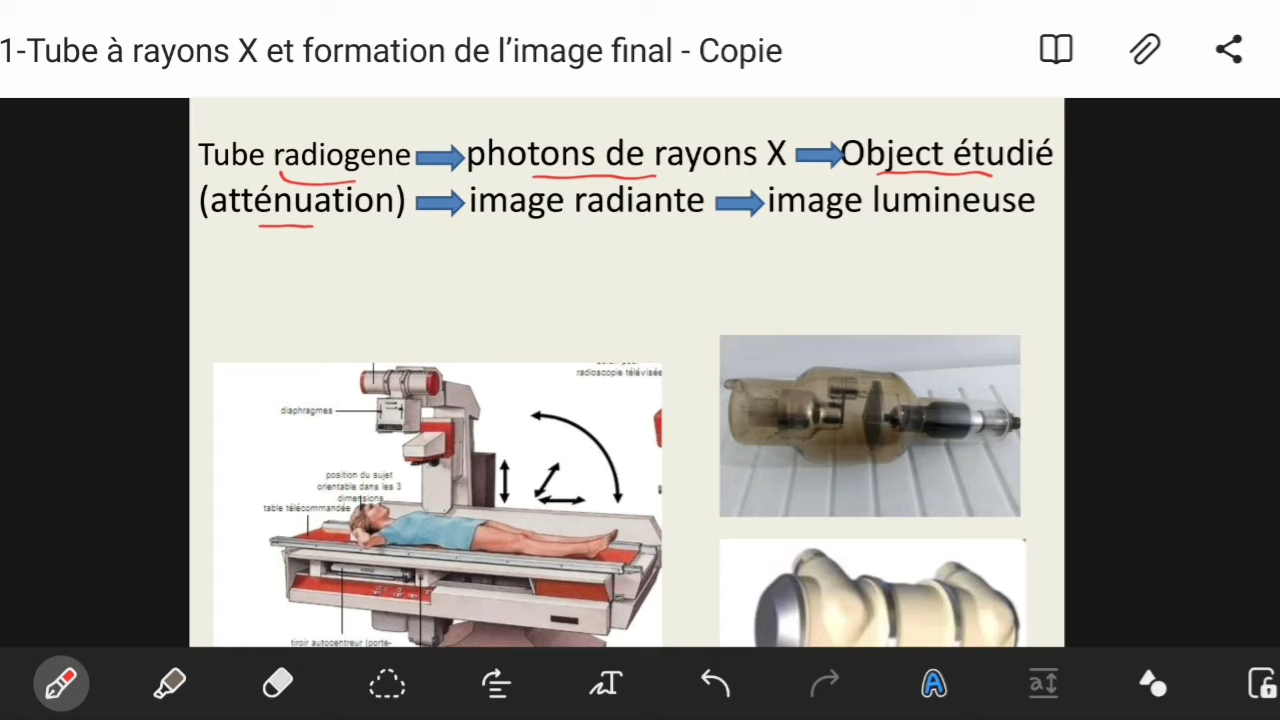 1-Tube à rayons X et formation de l'image final - Copie
Tube radiogene photons de rayons X Object étudié
(atténuation) image radiante image lumineuse
radioscopie télévisée
diaphragmes
position du sujet
orientable dans les 3
dimensions
table télécommandée
tiroir autocentreur (porte-